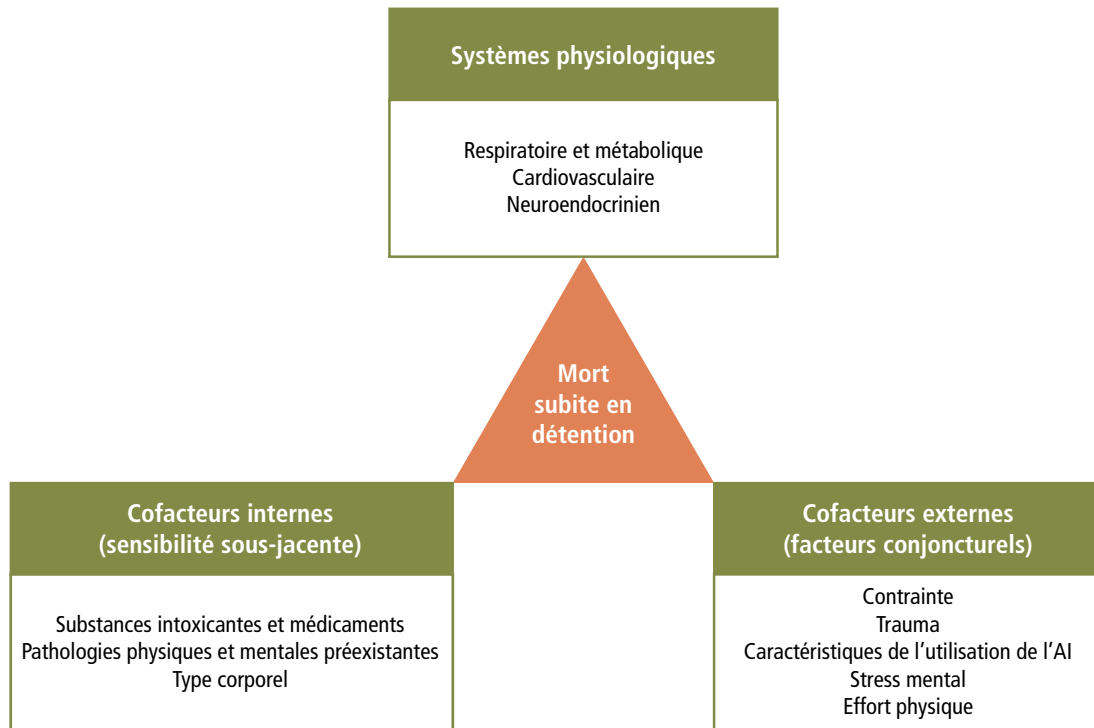 Systèmes physiologiques
Respiratoire et métabolique
Cardiovasculaire
Neuroendocrinien
Mort
subite en
détention
Cofacteurs internes
(sensibilité sous-jacente)
Substances intoxicantes et médicaments
Pathologies physiques et mentales préexistantes
Type corporel
Cofacteurs externes
(facteurs conjoncturels)
Contrainte
Trauma
Caractéristiques de l’utilisation de l’AI
Stress mental
Effort physique